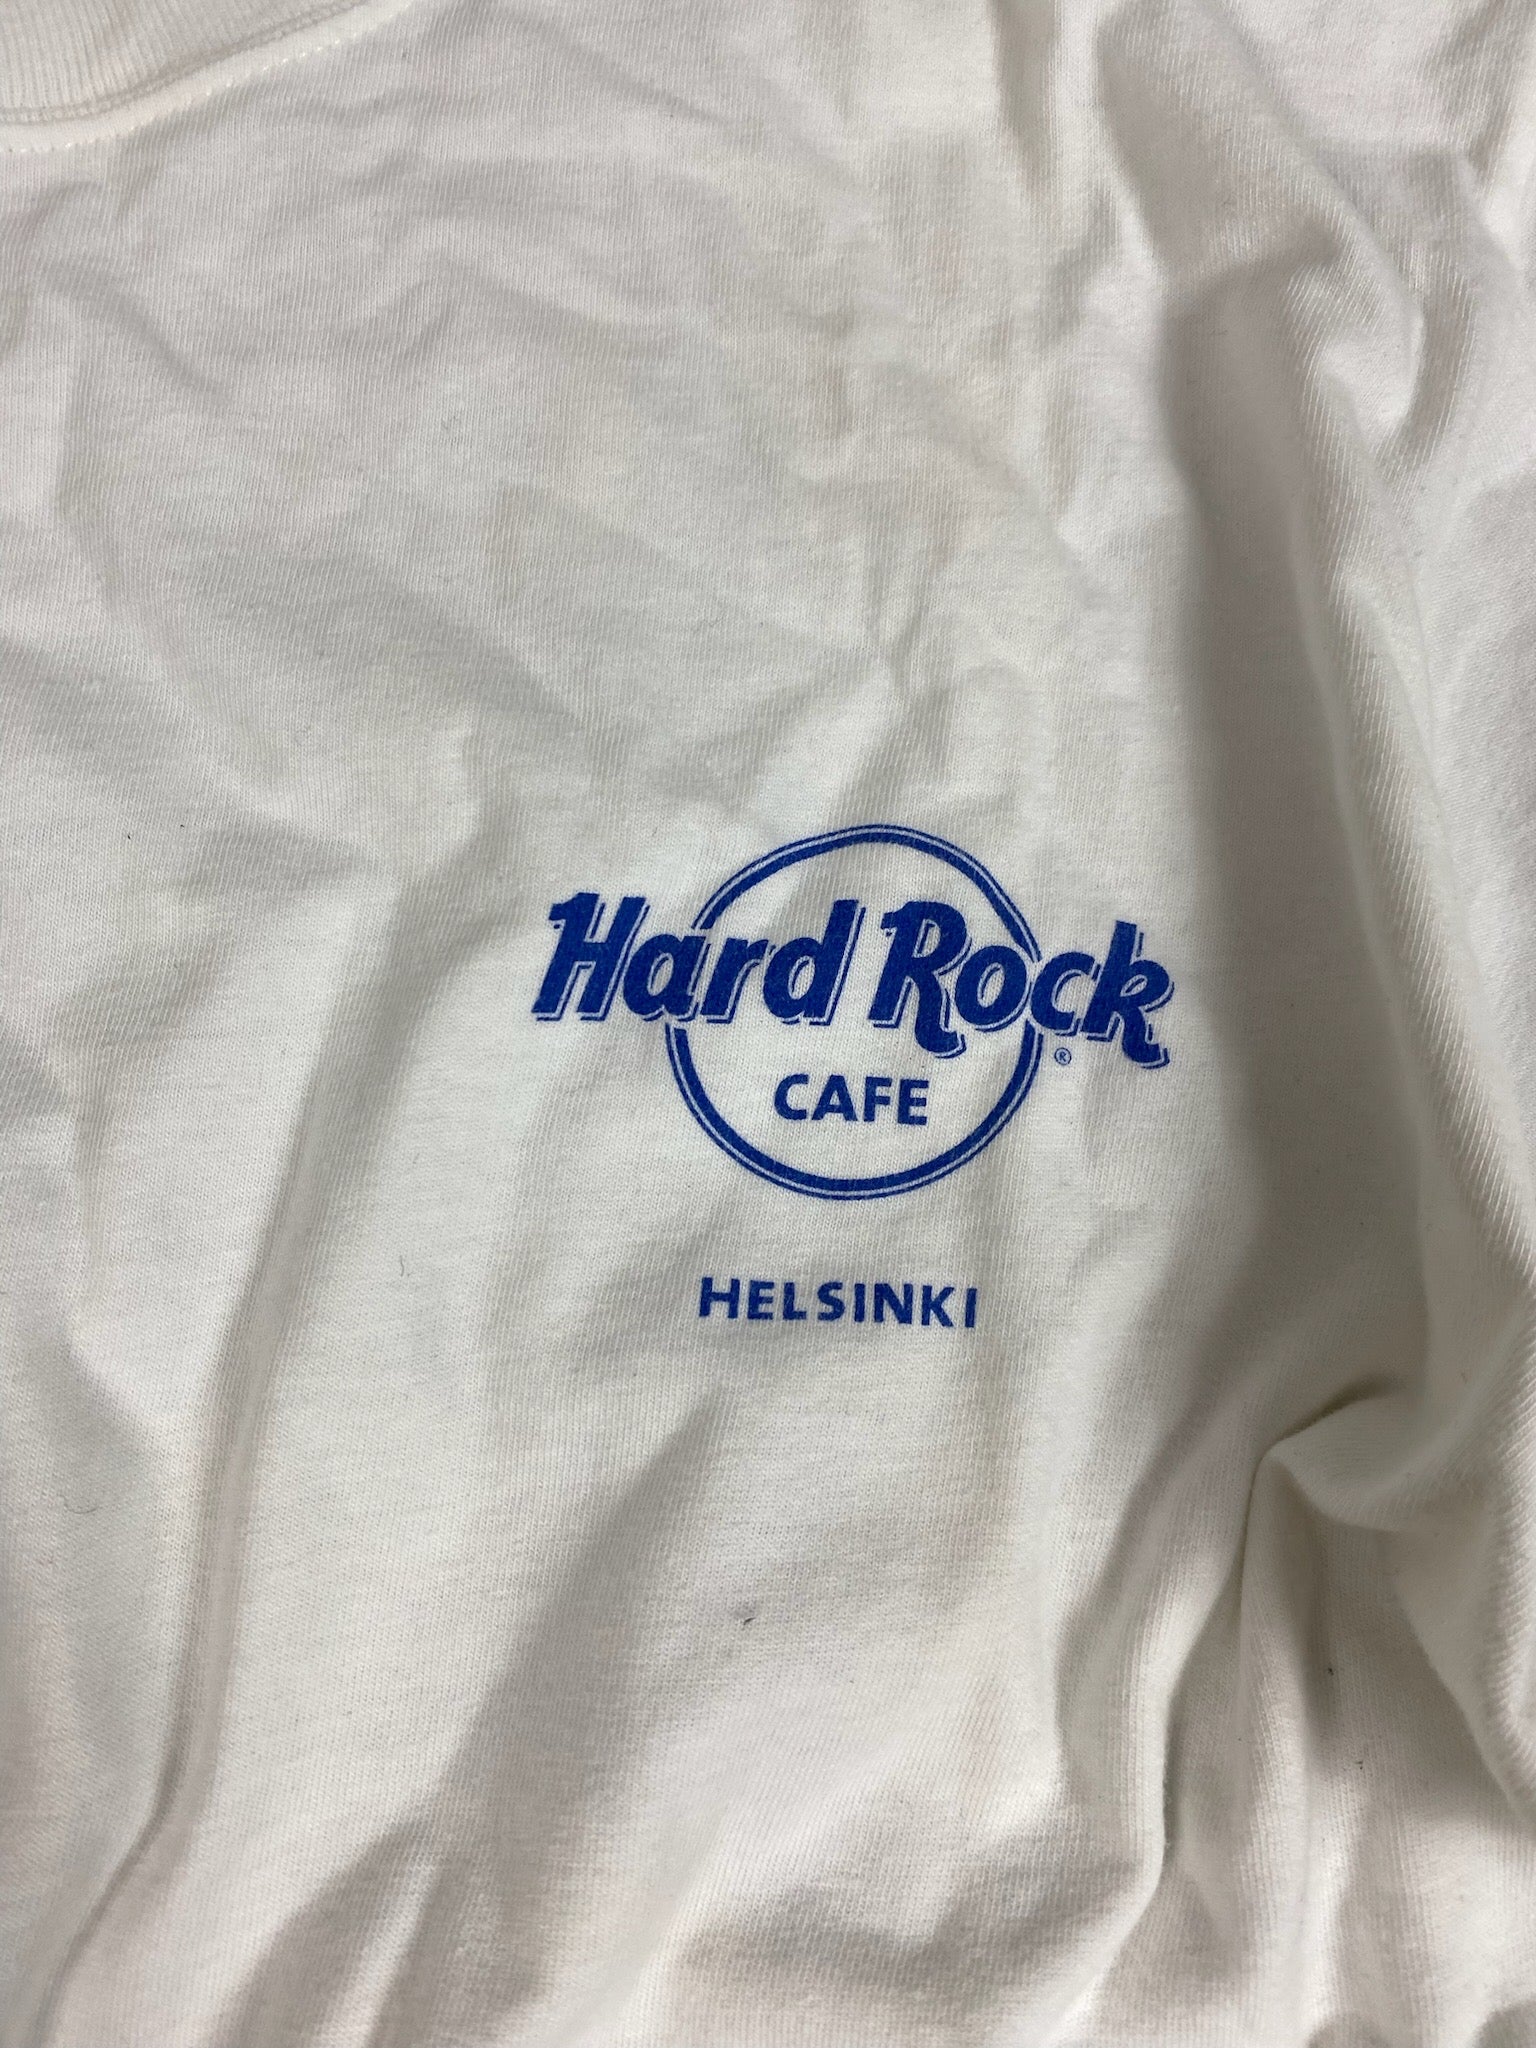 Hard Rock
®
CAFE
HELSINKI